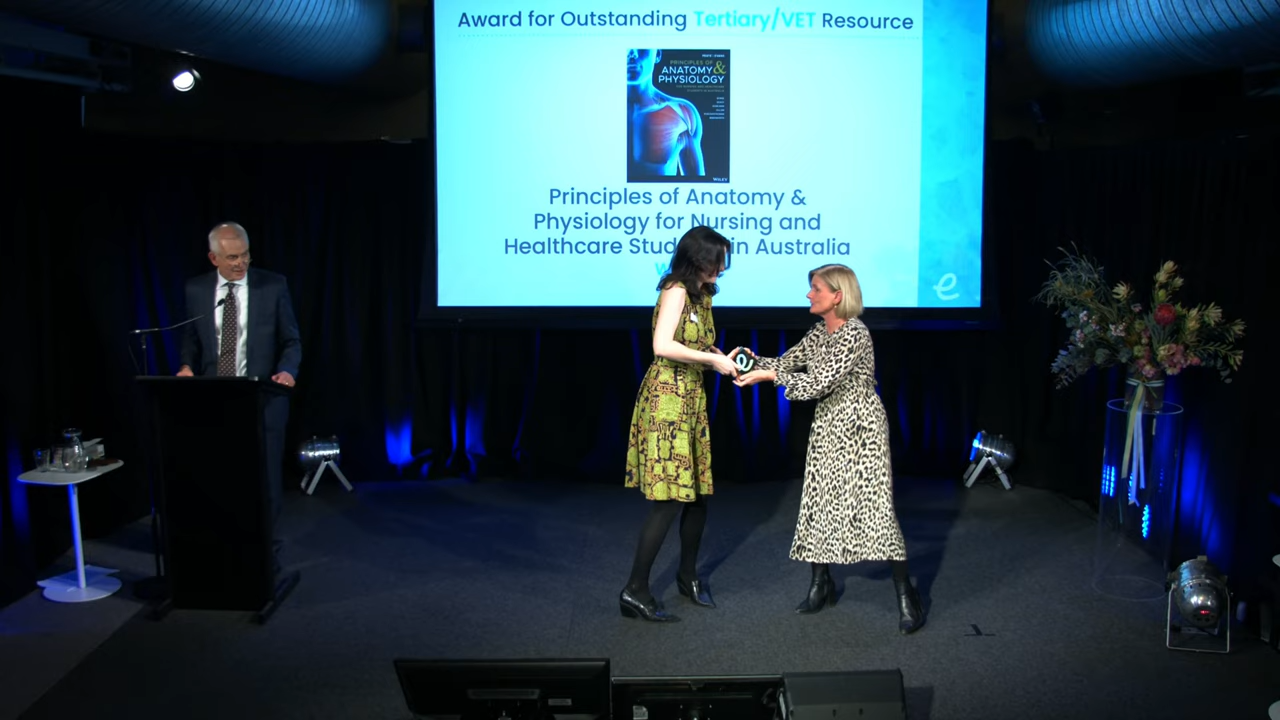 Award for Outstanding Tertiary/VET Resource
PRINCIPLES OF
ANATOMY &
PHYSIOLOGY
WILEY
Principles of Anatomy &
Physiology for Nursing and
Healthcare in Australia
e
e